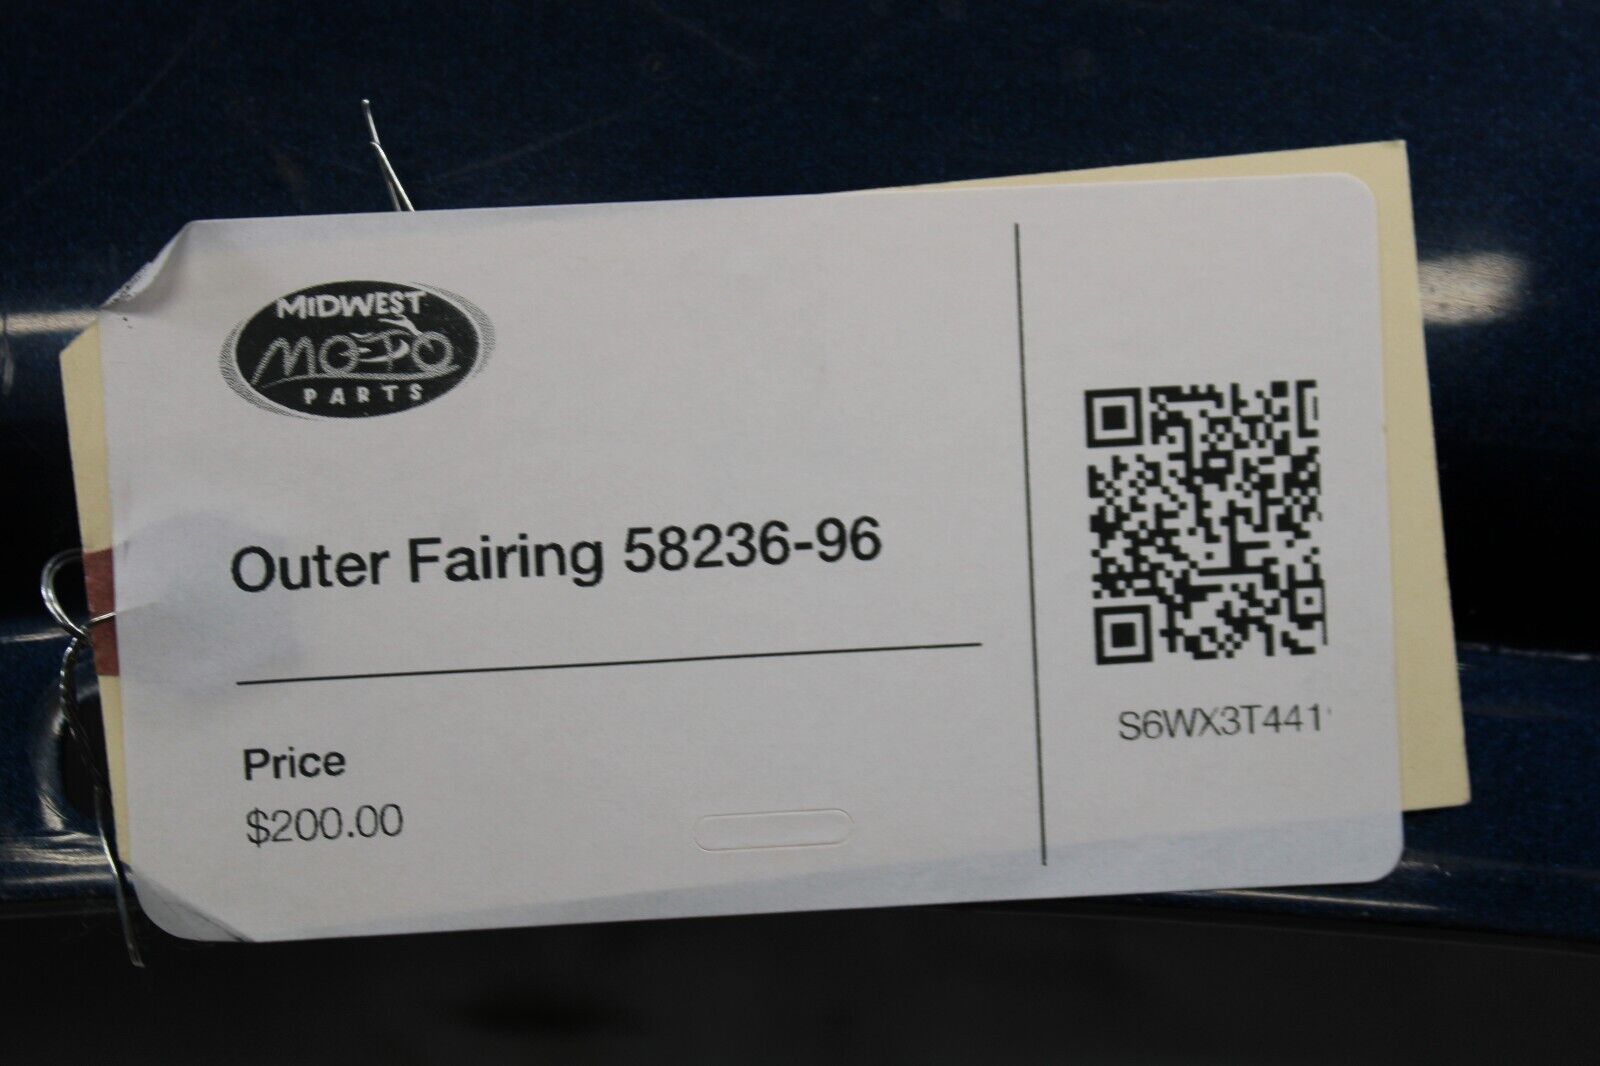 MIDWEST
MOTO
PARTS
Outer Fairing 58236-96
Price
$200.00
S6WX3T441